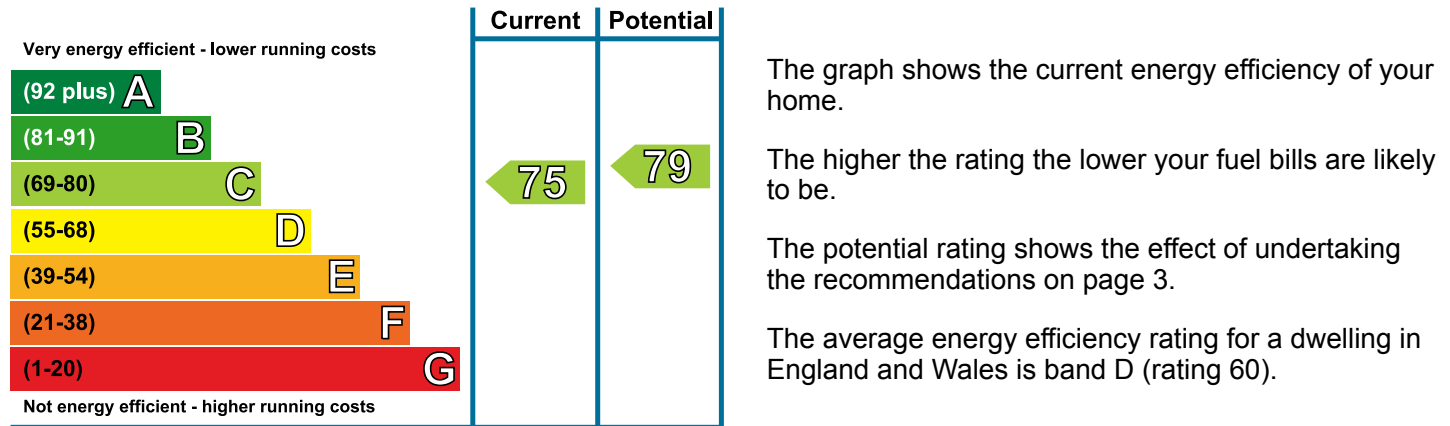 Current Potential
Very energy efficient - lower running costs
(92 plus) A
(81-91) B
(69-80) C
(55-68) D
(39-54) E
(21-38) F
(1-20) G
Not energy efficient - higher running costs
75
79
The graph shows the current energy efficiency of your
home.
The higher the rating the lower your fuel bills are likely
to be.
The potential rating shows the effect of undertaking
the recommendations on page 3.
The average energy efficiency rating for a dwelling in
England and Wales is band D (rating 60).